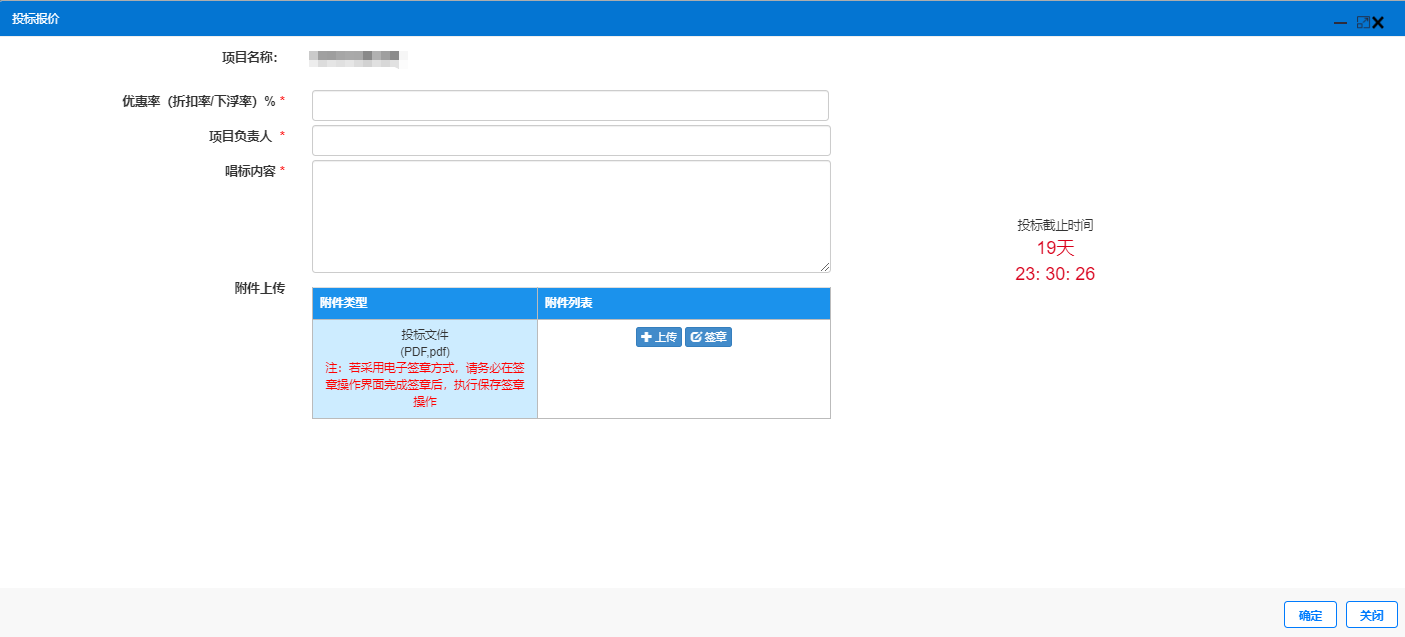 投标报价
项目名称：
优惠率（折扣率/下浮率）% *
项目负责人 *
唱标内容 *
投标截止时间
19天
23: 30: 26
附件上传
附件类型 附件列表
投标文件
(PDF,pdf)
注：若采用电子签章方式，请务必在签
章操作界面完成签章后，执行保存签章
操作
上传 签章
确定 关闭